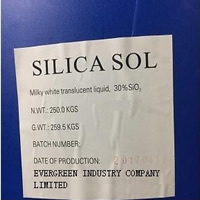 SILICA SOL
Milky white translucent liquid, 30%SiO₂
N.WT.: 250.0 KGS
G.WT.: 259.5 KGS
BATCH NUMBER:
DATE OF PRODUCTION:
EVERGREEN INDUSTRY COMPANY
LIMITED